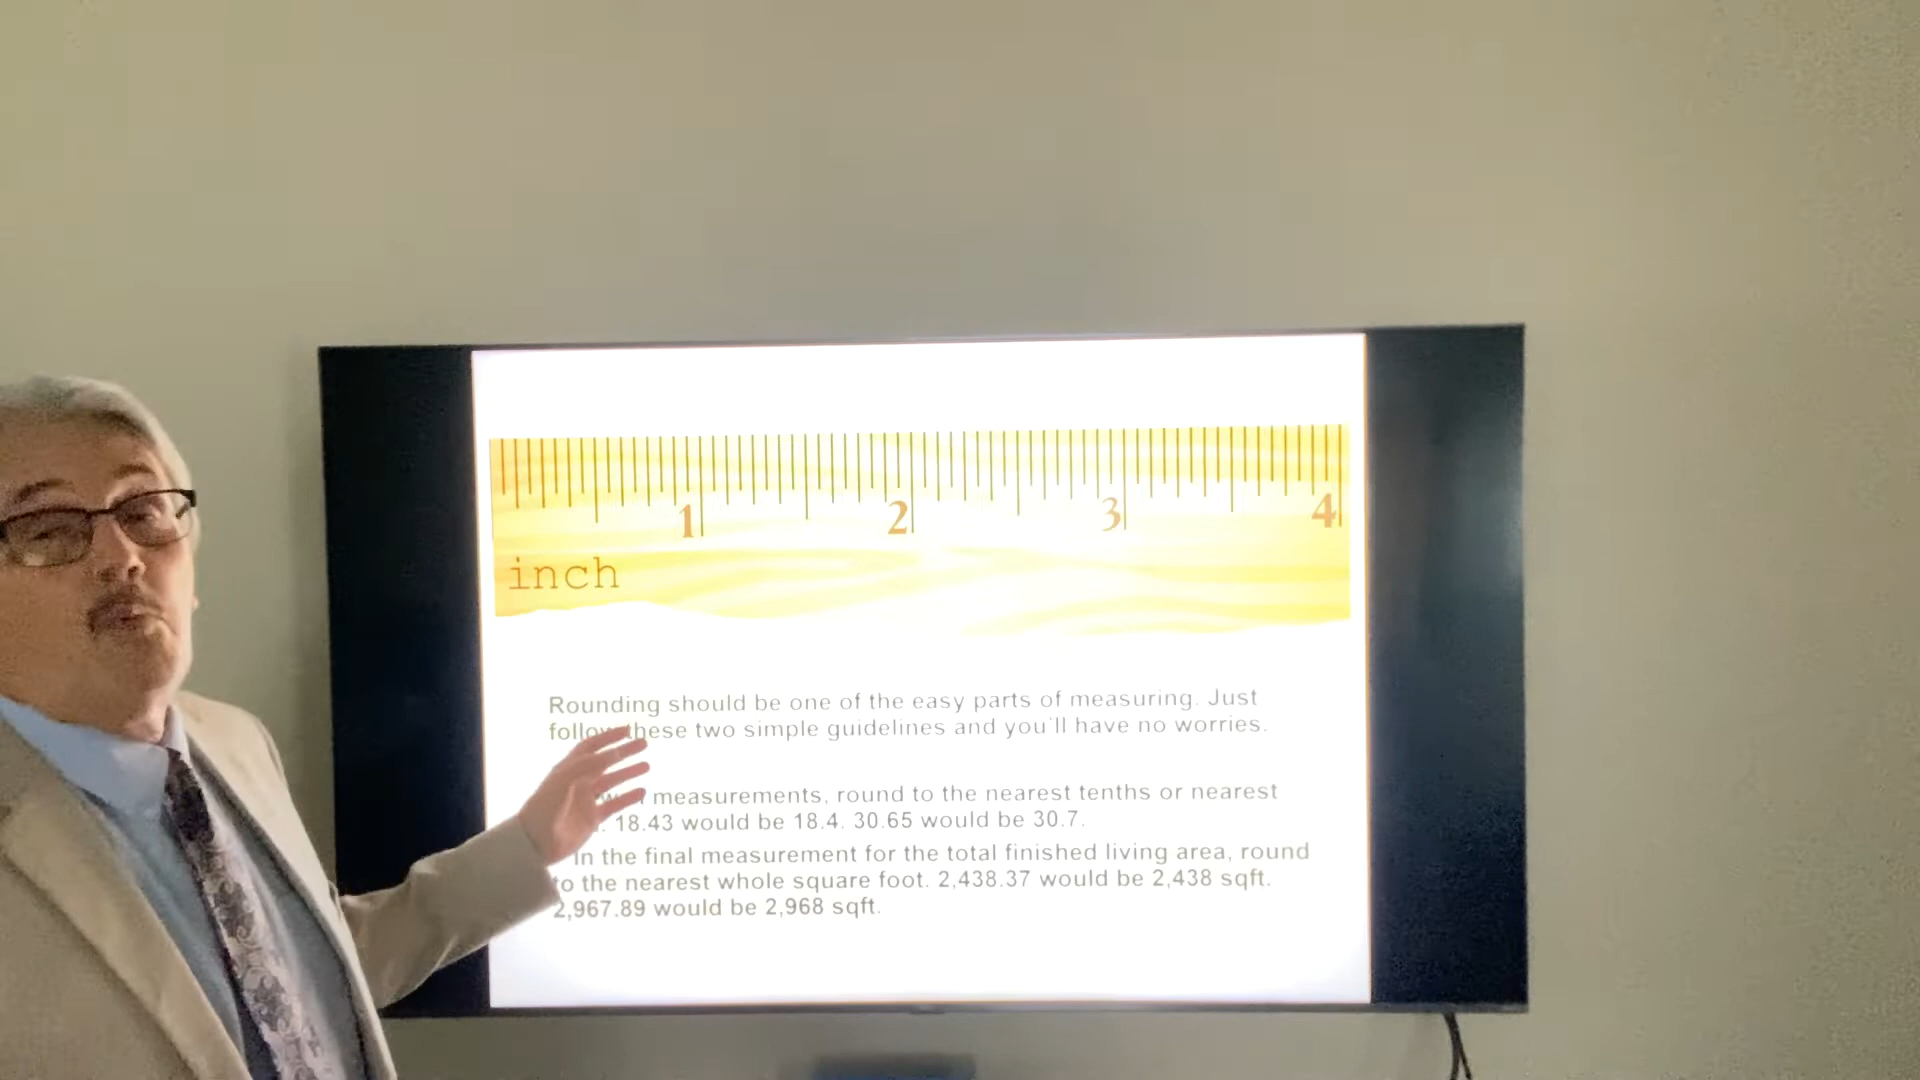 1 2 3 4
inch
Rounding should be one of the easy parts of measuring. Just
these two simple guidelines and you'll have no worries.
measurements, round to the nearest tenths or nearest
18.43 would be 18.4. 30.65 would be 30.7.
In the final measurement for the total finished living area, round
to the nearest whole square foot. 2,438.37 would be 2,438 sqft.
2,967.89 would be 2,968 sqft.